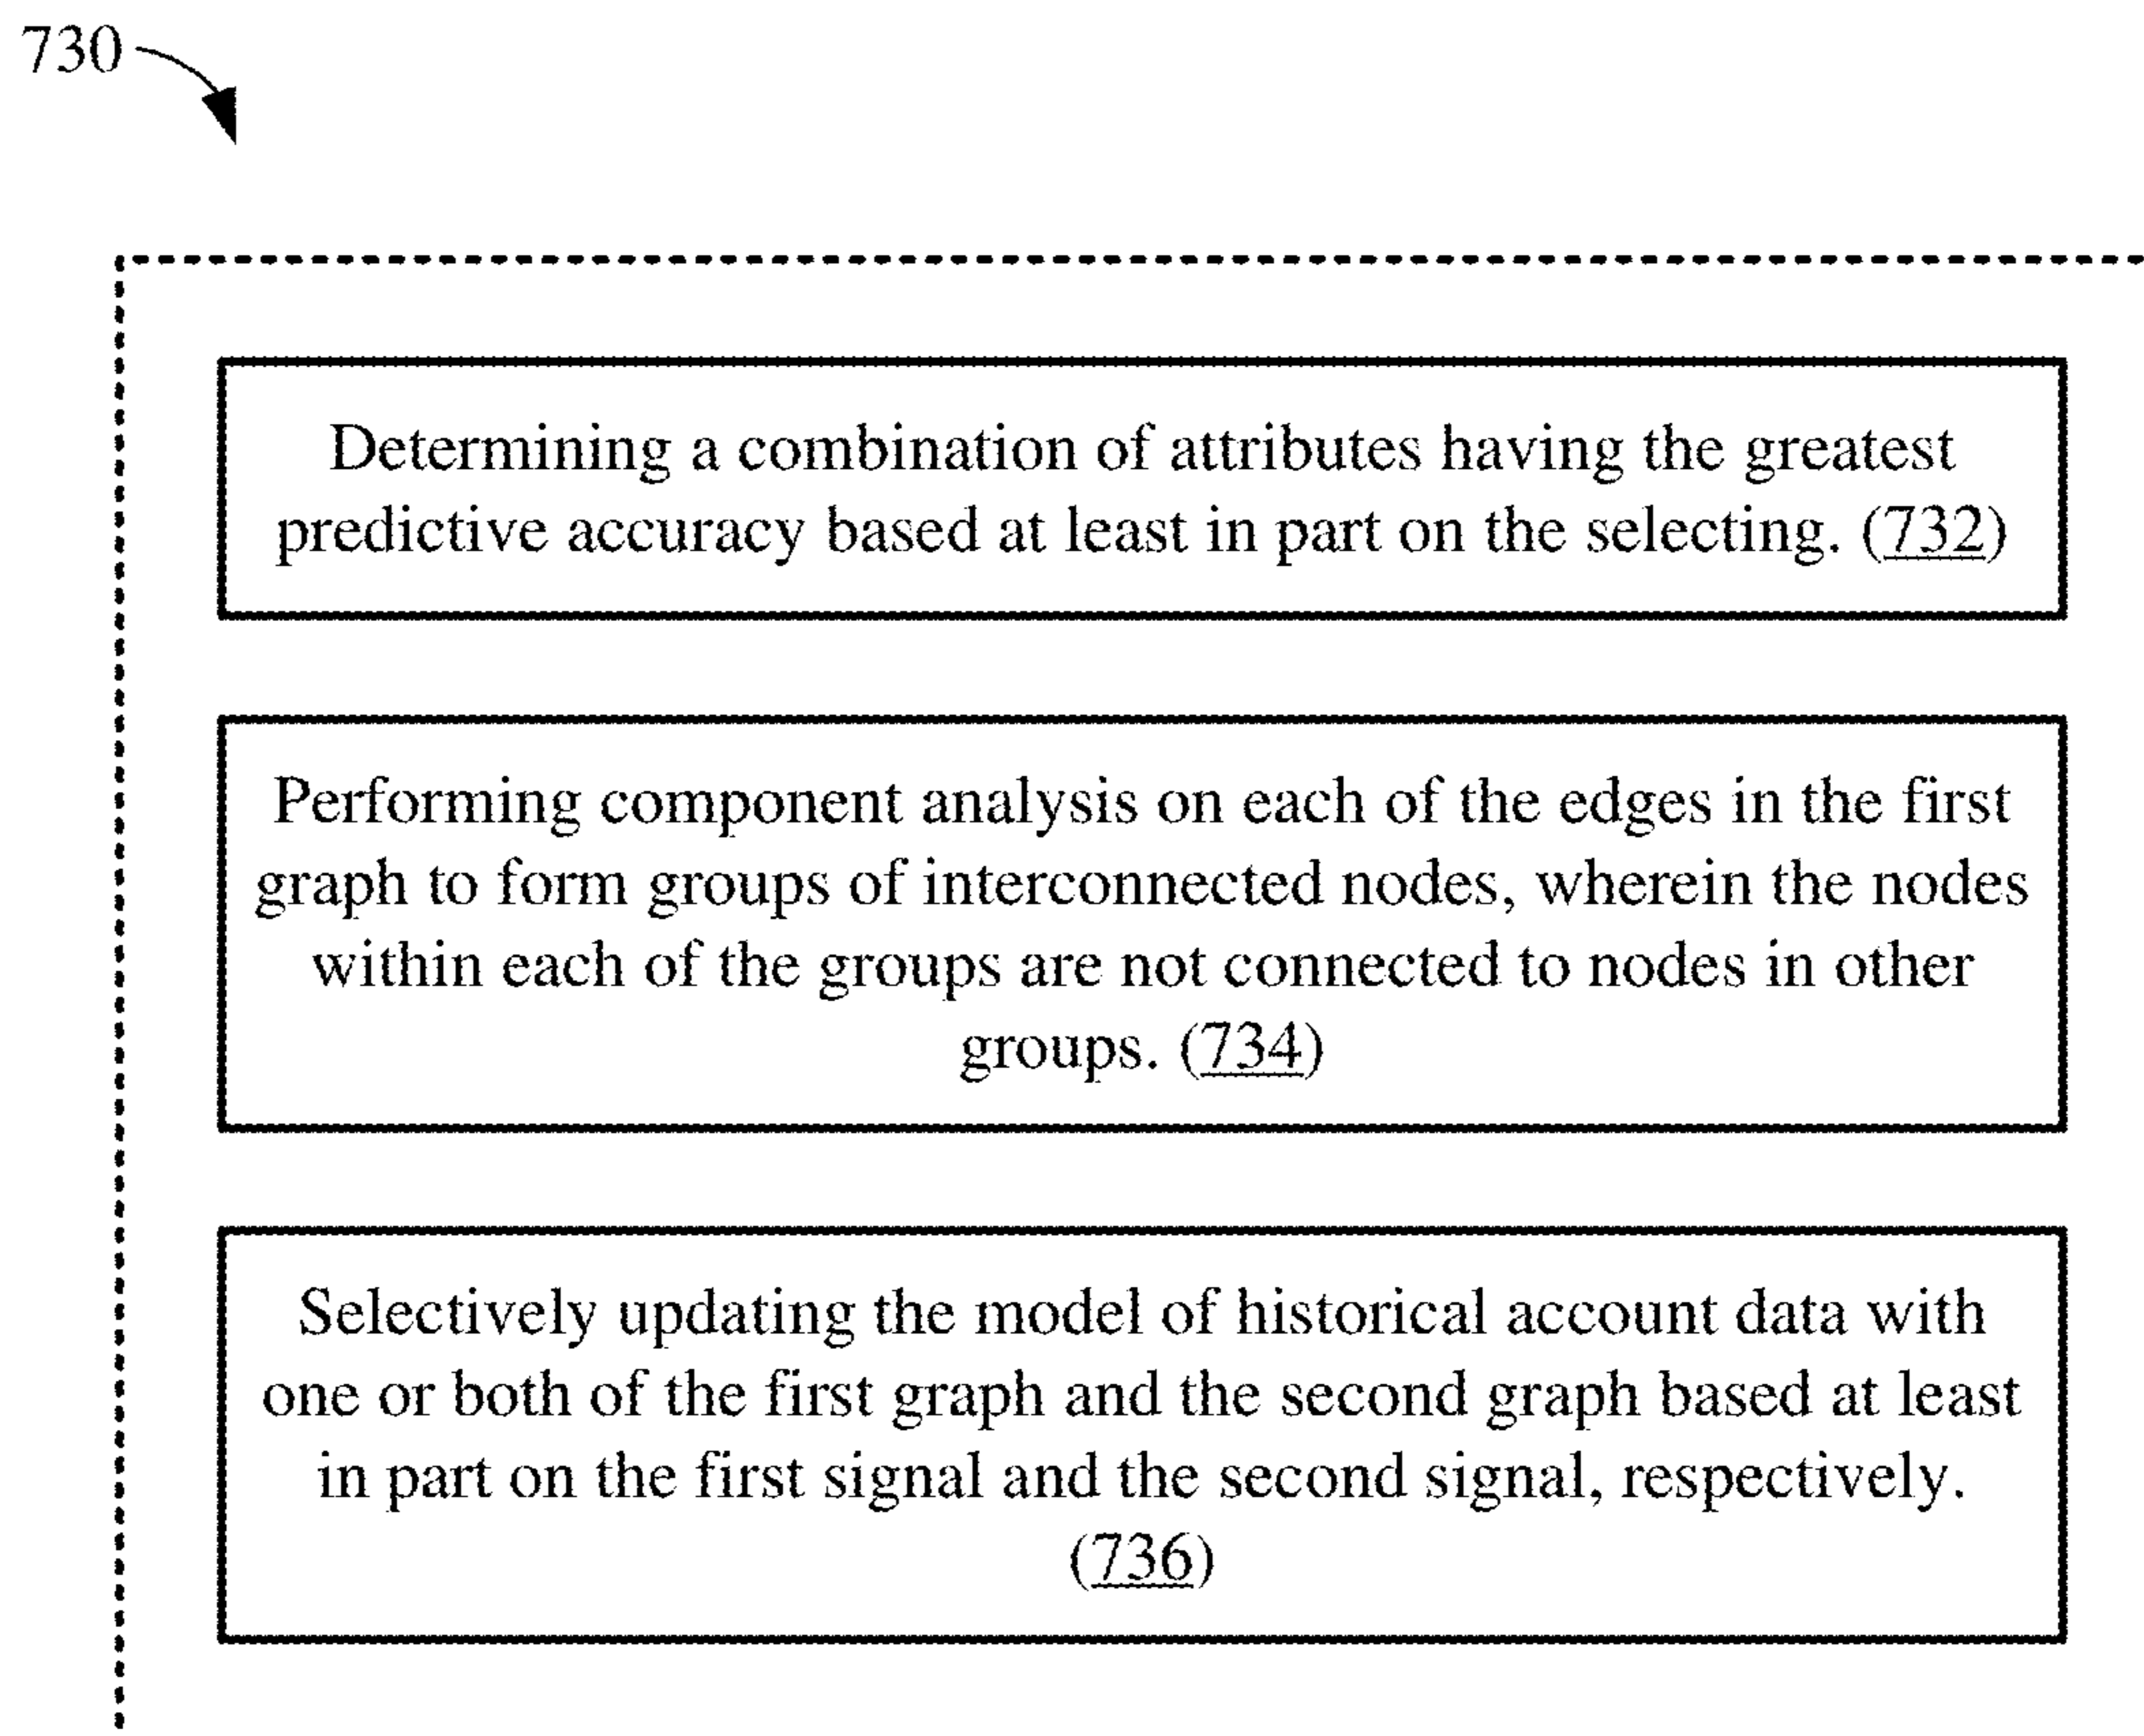 730
Determining a combination of attributes having the greatest
predictive accuracy based at least in part on the selecting. (732)
Performing component analysis on each of the edges in the first
graph to form groups of interconnected nodes, wherein the nodes
within each of the groups are not connected to nodes in other
groups. (734)
Selectively updating the model of historical account data with
one or both of the first graph and the second graph based at least
in part on the first signal and the second signal, respectively.
(736)